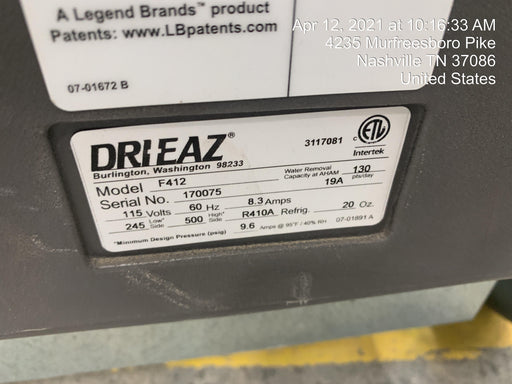 A Legend Brands™ product
Patents: www.LBpatents.com
07-01672 B
Apr 12, 2021 at 10:16:33 AM
4235 Murfreesboro Pike
Nashville TN 37086
United States
DRIEAZ®
Burlington, Washington 98233
3117081
C ETL
Intertek
Model F412
Water Removal Capacity at AHAM 130 pts/day
Serial No. 170075
19A
115 Volts 60 Hz 8.3 Amps
245 Low* Side 500 High* Side R410A Refrig. 20 Oz.
*Minimum Design Pressure (psig) 9.6 Amps @ 95°F / 40% RH 07-01891 A